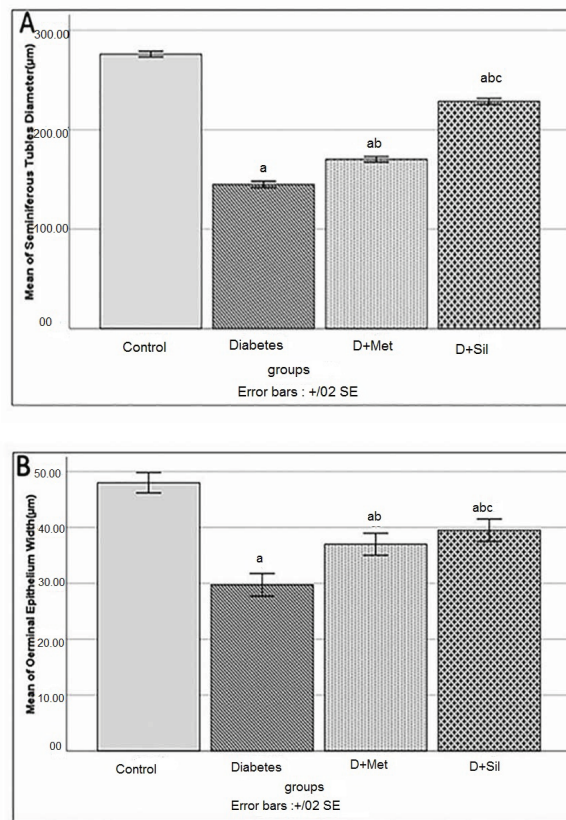 A
Mean of Seminiferous Tubles Diameter(µm)
300.00
200.00
100.00
00
a
ab
abc
Control
Diabetes
D+Met
D+Sil
groups
Error bars : +/02 SE
B
Mean of Oerminal Epithelium Width(µm)
50.00
40.00
30.00
20.00
10.00
00
a
ab
abc
Control
Diabetes
D+Met
D+Sil
groups
Error bars :+/02 SE